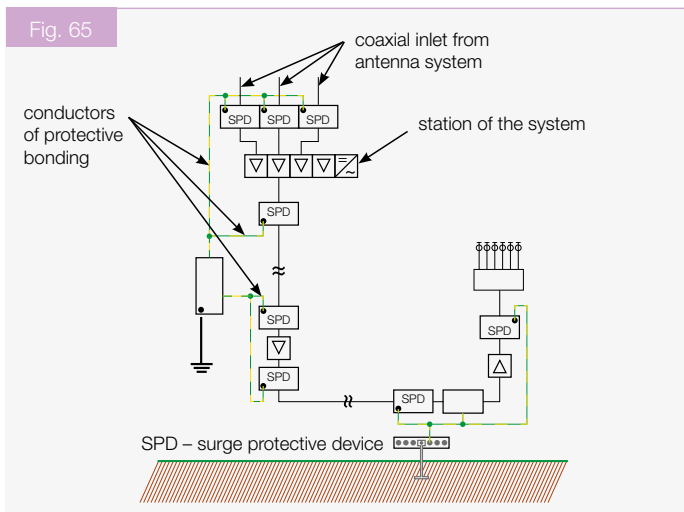 Fig. 65
coaxial inlet from
antenna system
conductors
of protective
bonding
SPD SPD SPD
station of the system
SPD
SPD
SPD
SPD
SPD
SPD – surge protective device